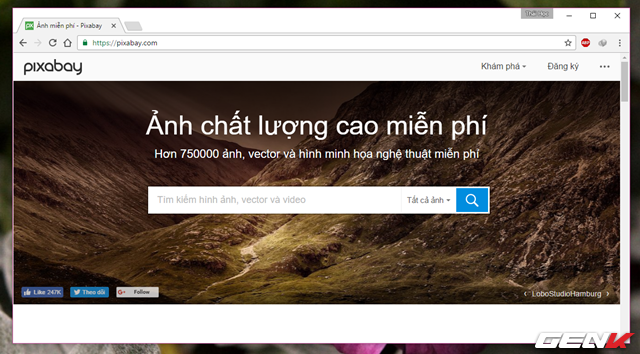 Ảnh miễn phí - Pixabay
https://pixabay.com
ABP
pixabay
Khám phá
Đăng ký
Ảnh chất lượng cao miễn phí
Hơn 750000 ảnh, vector và hình minh họa nghệ thuật miễn phí
Tìm kiếm hình ảnh, vector và video
Tất cả ảnh
Like 247K
Theo dõi
G+ Follow
LoboStudioHamburg
GENK